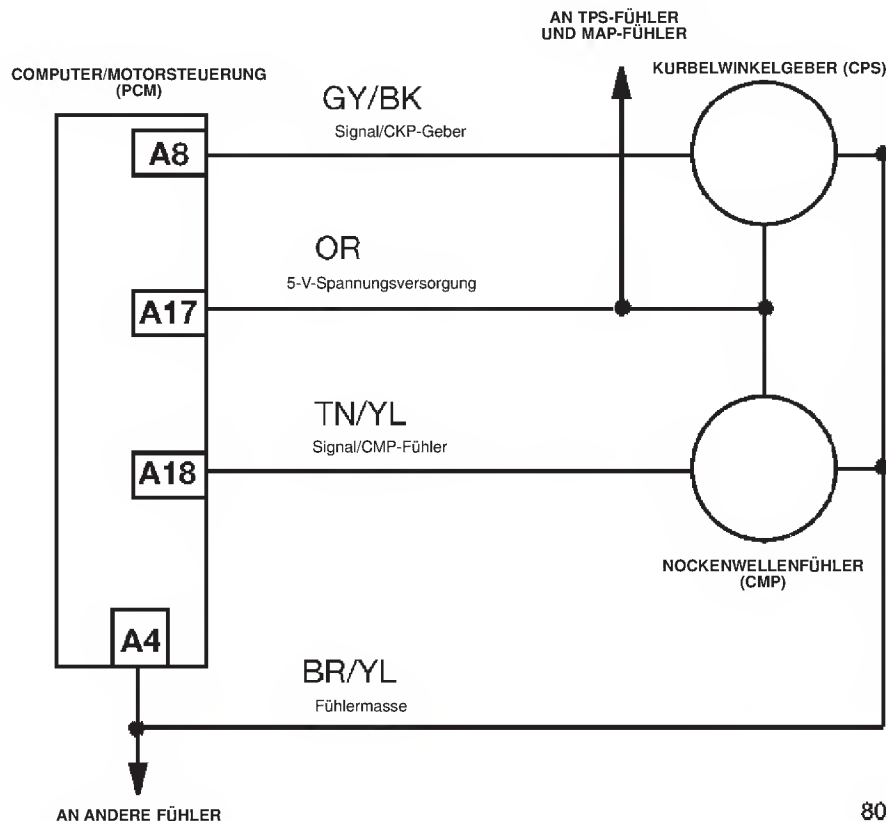 AN TPS-FÜHLER
UND MAP-FÜHLER
COMPUTER/MOTORSTEUERUNG
(PCM)
KURBELWINKELGEBER (CPS)
GY/BK
Signal/CKP-Geber
A8
OR
5-V-Spannungsversorgung
A17
TN/YL
Signal/CMP-Fühler
A18
NOCKENWELLENFÜHLER
(CMP)
A4
BR/YL
Fühlermasse
AN ANDERE FÜHLER
80